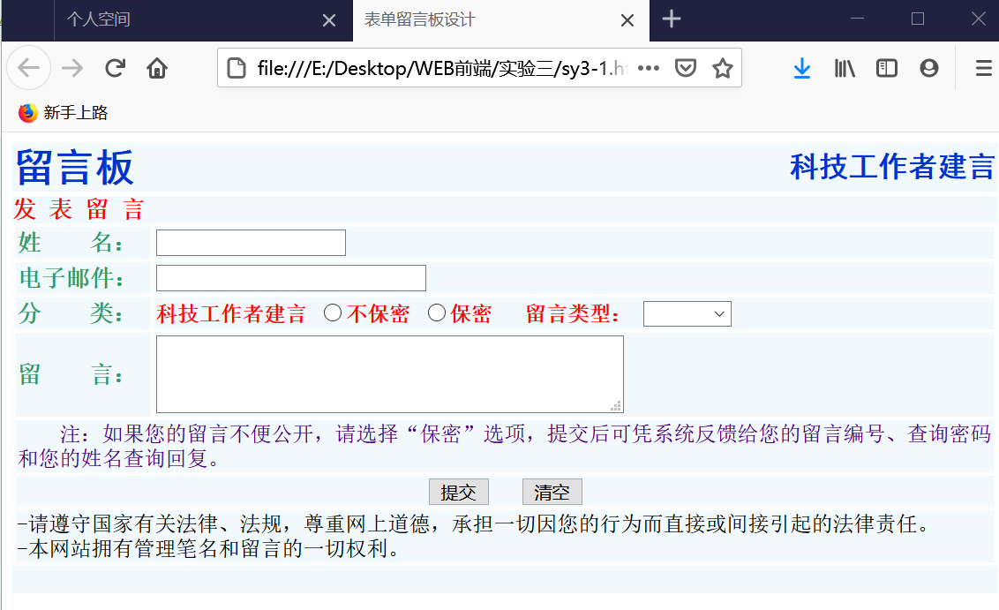 个人空间
表单留言板设计
file:///E:/Desktop/WEB前端/实验三/sy3-1.h
新手上路
留言板 科技工作者建言
发 表 留 言
姓 名：
电子邮件：
分 类： 科技工作者建言 不保密 保密 留言类型：
留 言：
注：如果您的留言不便公开，请选择“保密”选项，提交后可凭系统反馈给您的留言编号、查询密码
和您的姓名查询回复。
提交 清空
-请遵守国家有关法律、法规，尊重网上道德，承担一切因您的行为而直接或间接引起的法律责任。
-本网站拥有管理笔名和留言的一切权利。